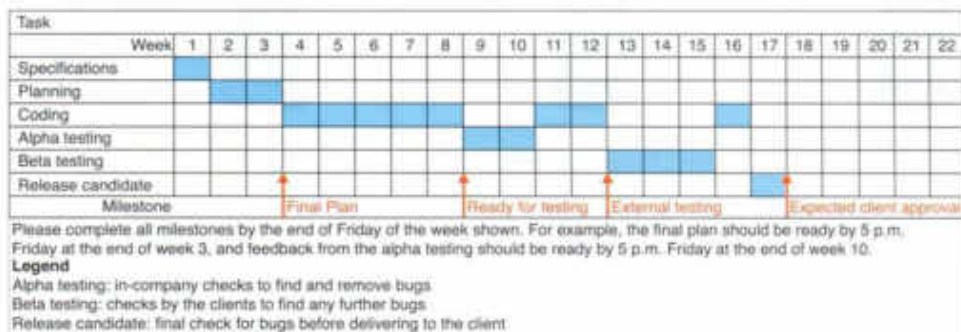 Task
Week 1 2 3 4 5 6 7 8 9 10 11 12 13 14 15 16 17 18 19 20 21 22
Specifications
Planning
Coding
Alpha testing
Beta testing
Release candidate
Milestone Final Plan Ready for testing External testing Expected client approval
Please complete all milestones by the end of Friday of the week shown. For example, the final plan should be ready by 5 p.m.
Friday at the end of week 3, and feedback from the alpha testing should be ready by 5 p.m. Friday at the end of week 10.
Legend
Alpha testing: in-company checks to find and remove bugs
Beta testing: checks by the clients to find any further bugs
Release candidate: final check for bugs before delivering to the client